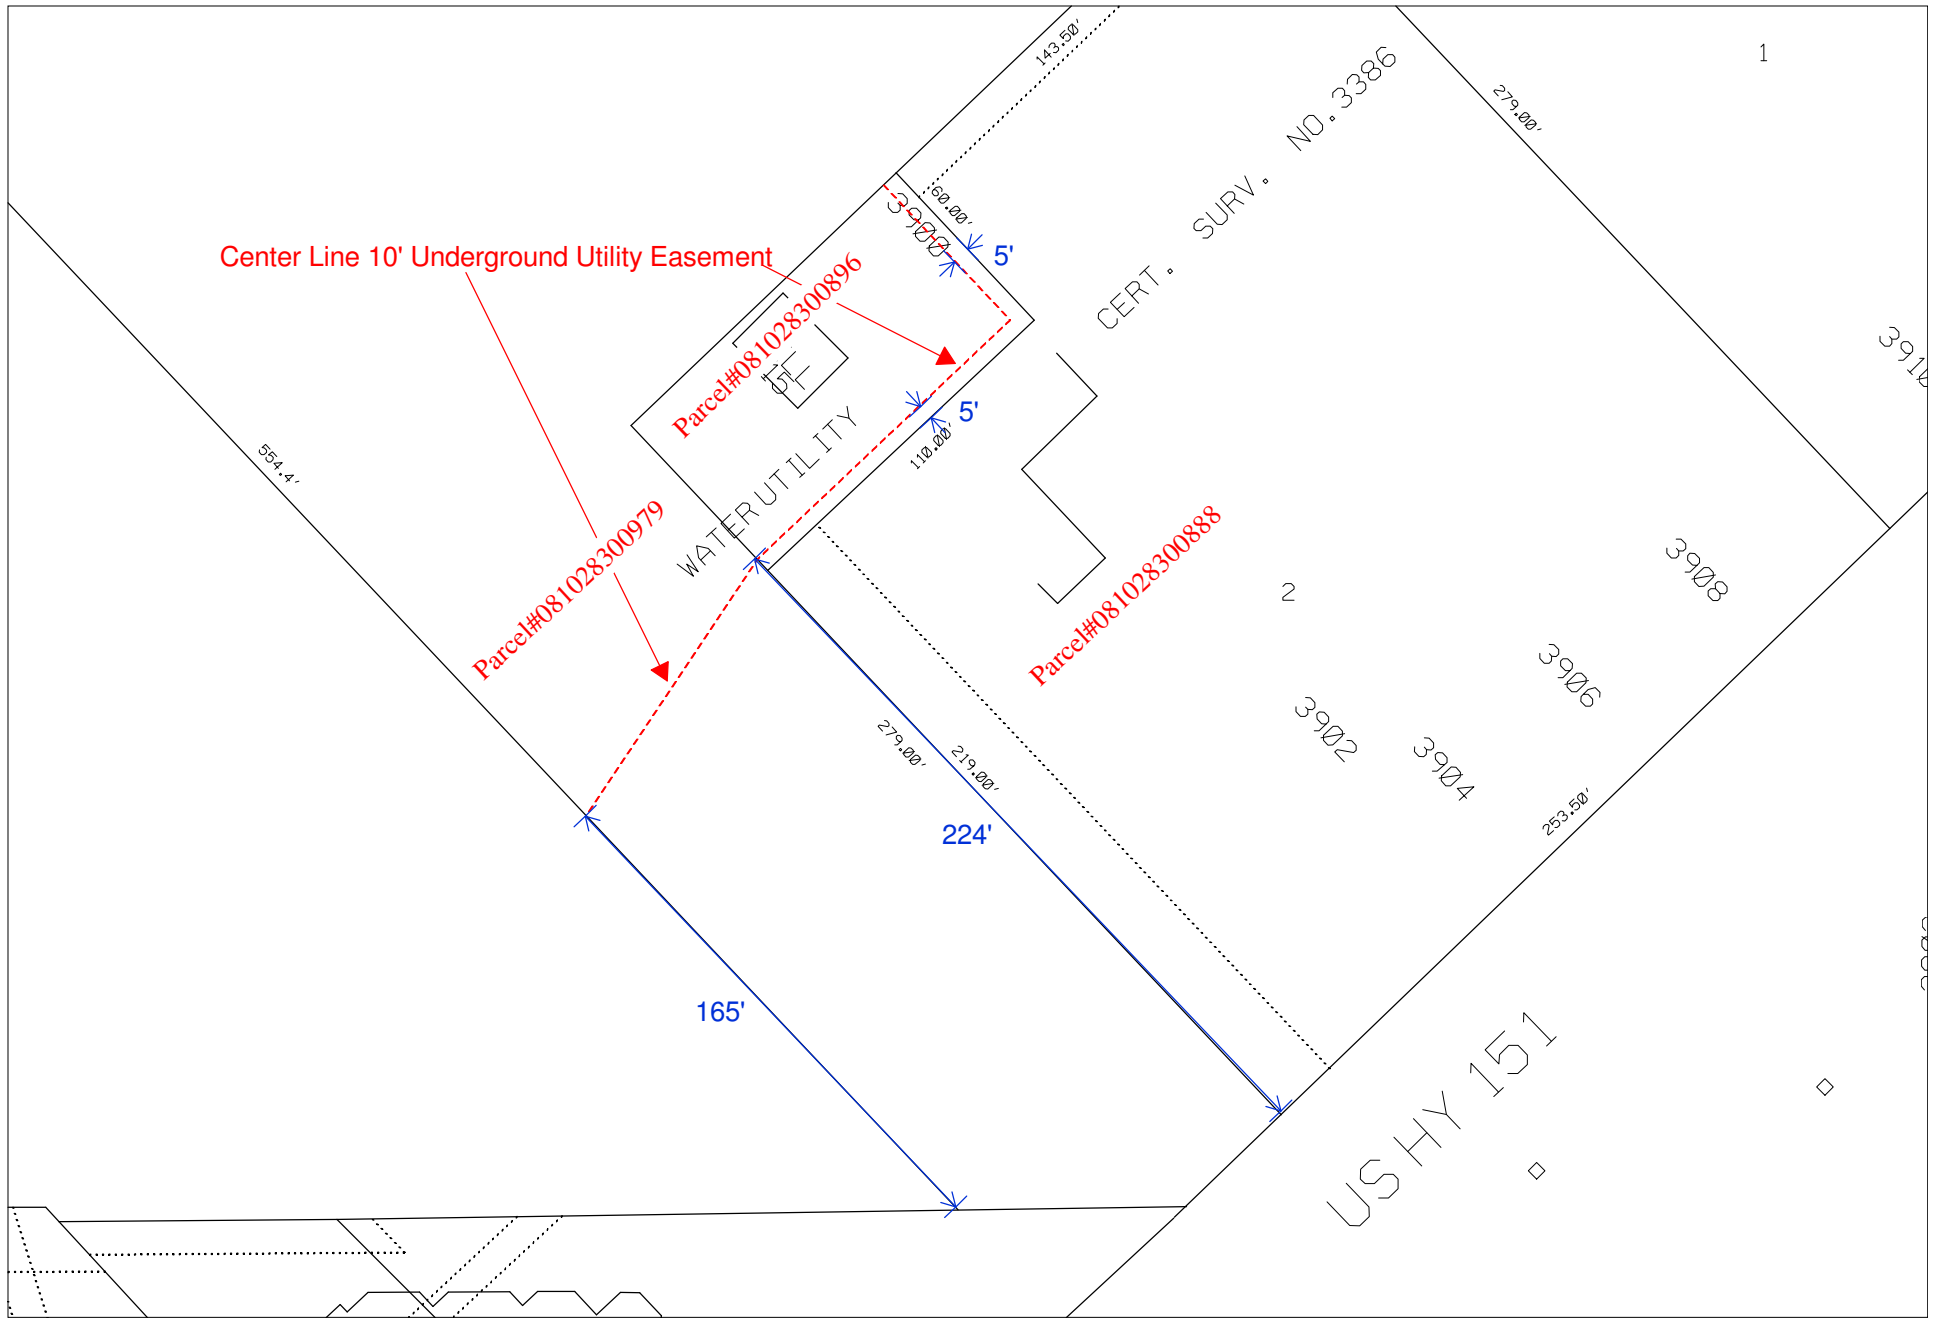 143.50'
1
CERT. SURV. NO.3386
279.00'
3900
60.00'
Center Line 10' Underground Utility Easement
5'
Parcel#081028300896
3910
5'
110.00'
WATER UTILITY
554.4'
Parcel#081028300979
Parcel#081028300888
2
3908
3906
3902
3904
279.00'
219.00'
224'
253.50'
165'
US HY 151